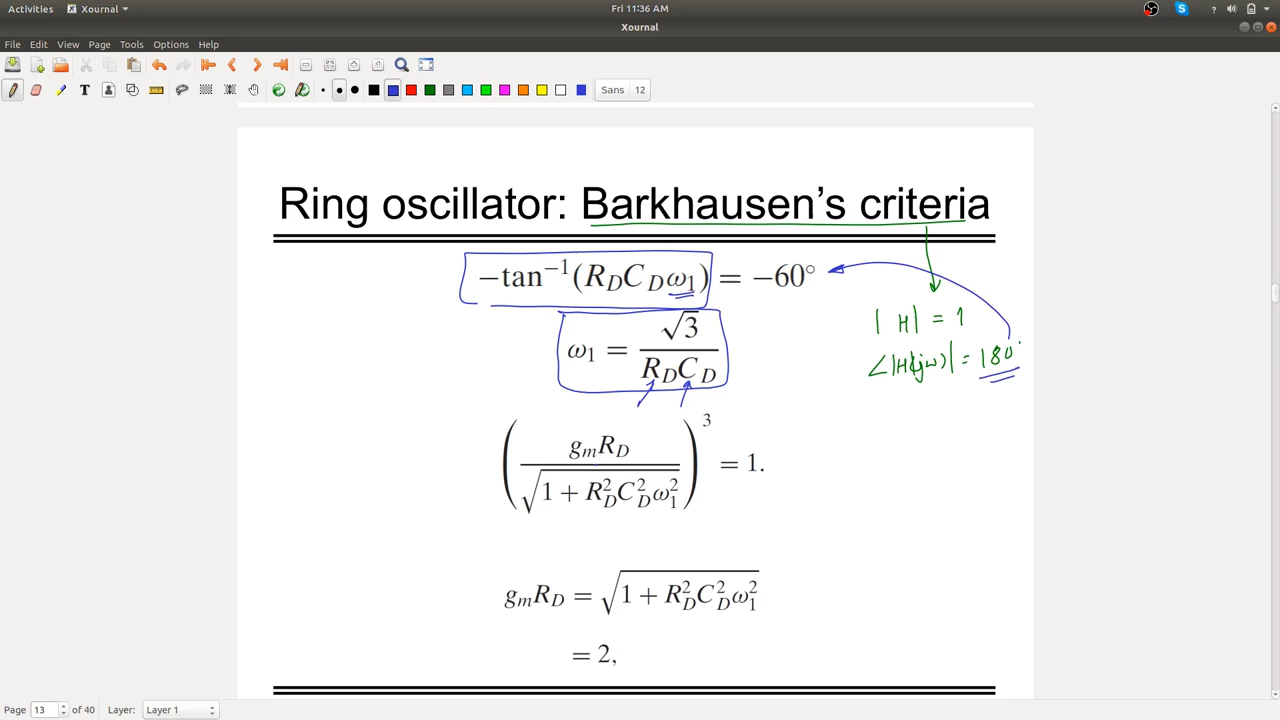 Activities Xournal Fri 11:36 AM ?
Xournal
File Edit View Page Tools Options Help
T Sans 12
Ring oscillator: Barkhausen’s criteria
−tan⁻¹(R_D C_D ω₁) = −60°
|H| = 1
ω₁ = √3 / (R_D C_D)
∠|H(jω)| = 180°
(g_m R_D / √(1 + R_D² C_D² ω₁²))³ = 1.
g_m R_D = √(1 + R_D² C_D² ω₁²)
= 2,
Page 13 of 40 Layer: Layer 1